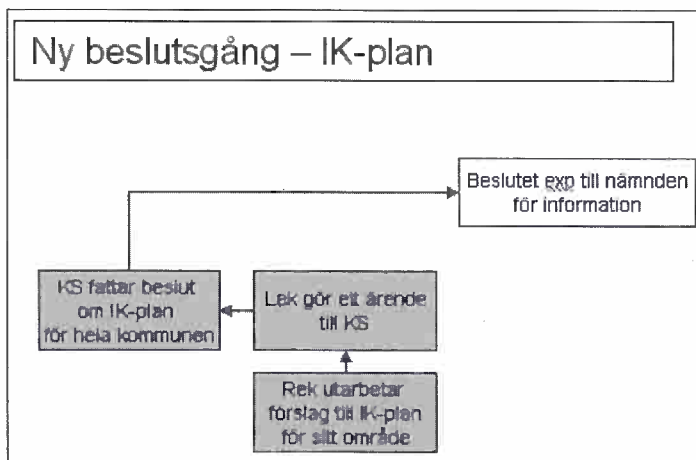 Ny beslutsgång – IK-plan
Beslutet exp till nämnden
för information
KS fattar beslut
om IK-plan
för hela kommunen
Lek gör ett ärende
till KS
Rek utarbetar
förslag till IK-plan
för sitt område